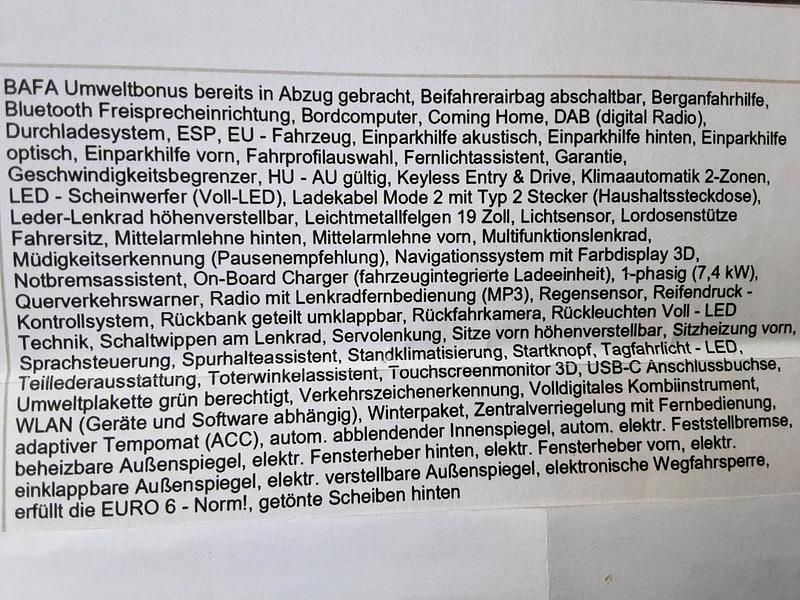 BAFA Umweltbonus bereits in Abzug gebracht, Beifahrerairbag abschaltbar, Berganfahrhilfe,
Bluetooth Freisprecheinrichtung, Bordcomputer, Coming Home, DAB (digital Radio),
Durchladesystem, ESP, EU - Fahrzeug, Einparkhilfe akustisch, Einparkhilfe hinten, Einparkhilfe
optisch, Einparkhilfe vorn, Fahrprofilauswahl, Fernlichtassistent, Garantie,
Geschwindigkeitsbegrenzer, HU - AU gültig, Keyless Entry & Drive, Klimaautomatik 2-Zonen,
LED - Scheinwerfer (Voll-LED), Ladekabel Mode 2 mit Typ 2 Stecker (Haushaltssteckdose),
Leder-Lenkrad höhenverstellbar, Leichtmetallfelgen 19 Zoll, Lichtsensor, Lordosenstütze
Fahrersitz, Mittelarmlehne hinten, Mittelarmlehne vorn, Multifunktionslenkrad,
Müdigkeitserkennung (Pausenempfehlung), Navigationssystem mit Farbdisplay 3D,
Notbremsassistent, On-Board Charger (fahrzeugintegrierte Ladeeinheit), 1-phasig (7,4 kW),
Querverkehrswarner, Radio mit Lenkradfernbedienung (MP3), Regensensor, Reifendruck -
Kontrollsystem, Rückbank geteilt umklappbar, Rückfahrkamera, Rückleuchten Voll - LED
Technik, Schaltwippen am Lenkrad, Servolenkung, Sitze vorn höhenverstellbar, Sitzheizung vorn,
Sprachsteuerung, Spurhalteassistent, Standklimatisierung, Startknopf, Tagfahrlicht - LED,
Teillederausstattung, Toterwinkelassistent, Touchscreenmonitor 3D, USB-C Anschlussbuchse,
Umweltplakette grün berechtigt, Verkehrszeichenerkennung, Volldigitales Kombiinstrument,
WLAN (Geräte und Software abhängig), Winterpaket, Zentralverriegelung mit Fernbedienung,
adaptiver Tempomat (ACC), autom. abblendender Innenspiegel, autom. elektr. Feststellbremse,
beheizbare Außenspiegel, elektr. Fensterheber hinten, elektr. Fensterheber vorn, elektr.
einklappbare Außenspiegel, elektr. verstellbare Außenspiegel, elektronische Wegfahrsperre,
erfüllt die EURO 6 - Norm!, getönte Scheiben hinten